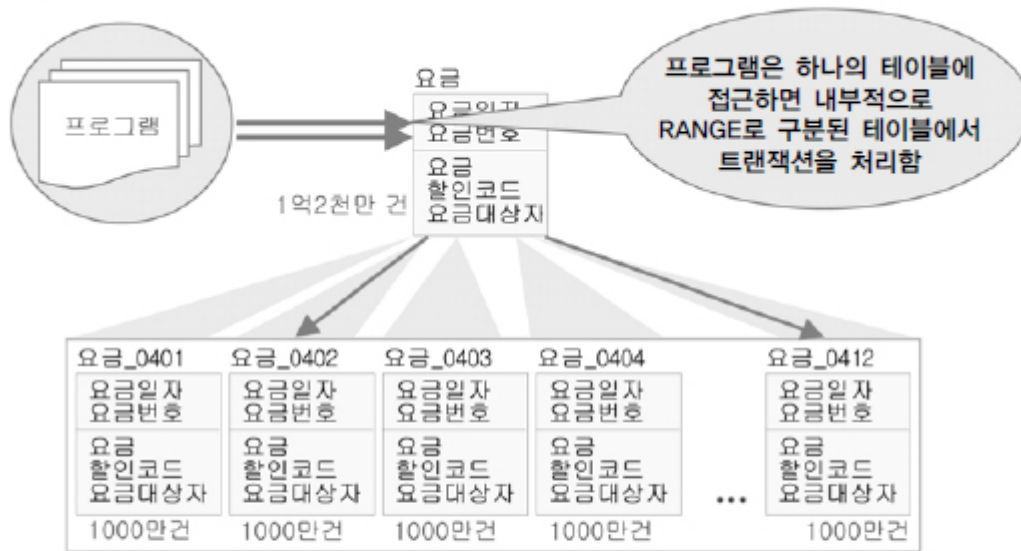 프로그램
요금
요금일자
요금번호
요금
할인코드
요금대상자
1억2천만 건
프로그램은 하나의 테이블에
접근하면 내부적으로
RANGE로 구분된 테이블에서
트랜잭션을 처리함
요금_0401
요금일자
요금번호
요금
할인코드
요금대상자
1000만건
요금_0402
요금일자
요금번호
요금
할인코드
요금대상자
1000만건
요금_0403
요금일자
요금번호
요금
할인코드
요금대상자
1000만건
요금_0404
요금일자
요금번호
요금
할인코드
요금대상자
1000만건
...
요금_0412
요금일자
요금번호
요금
할인코드
요금대상자
1000만건